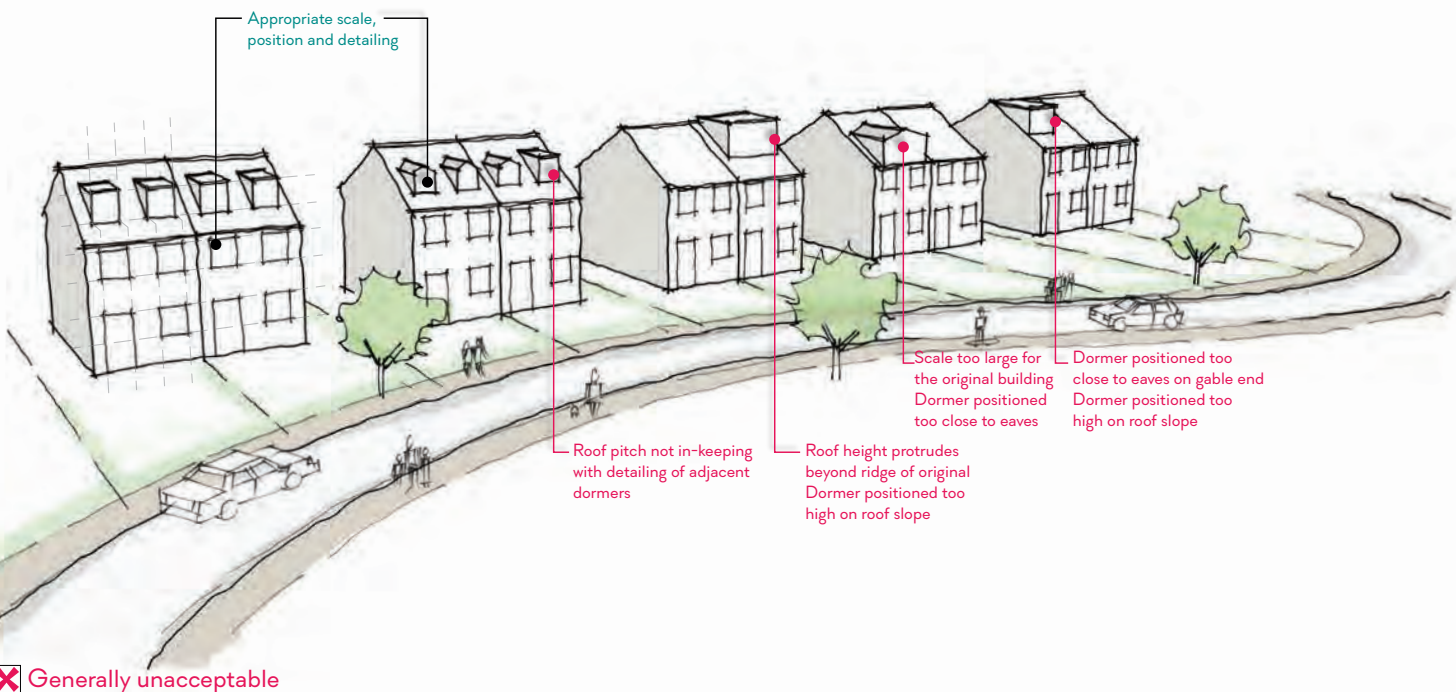 Appropriate scale,
position and detailing
Scale too large for
the original building
Dormer positioned
too close to eaves
Dormer positioned too
close to eaves on gable end
Dormer positioned too
high on roof slope
Roof pitch not in-keeping
with detailing of adjacent
dormers
Roof height protrudes
beyond ridge of original
Dormer positioned too
high on roof slope
Generally unacceptable